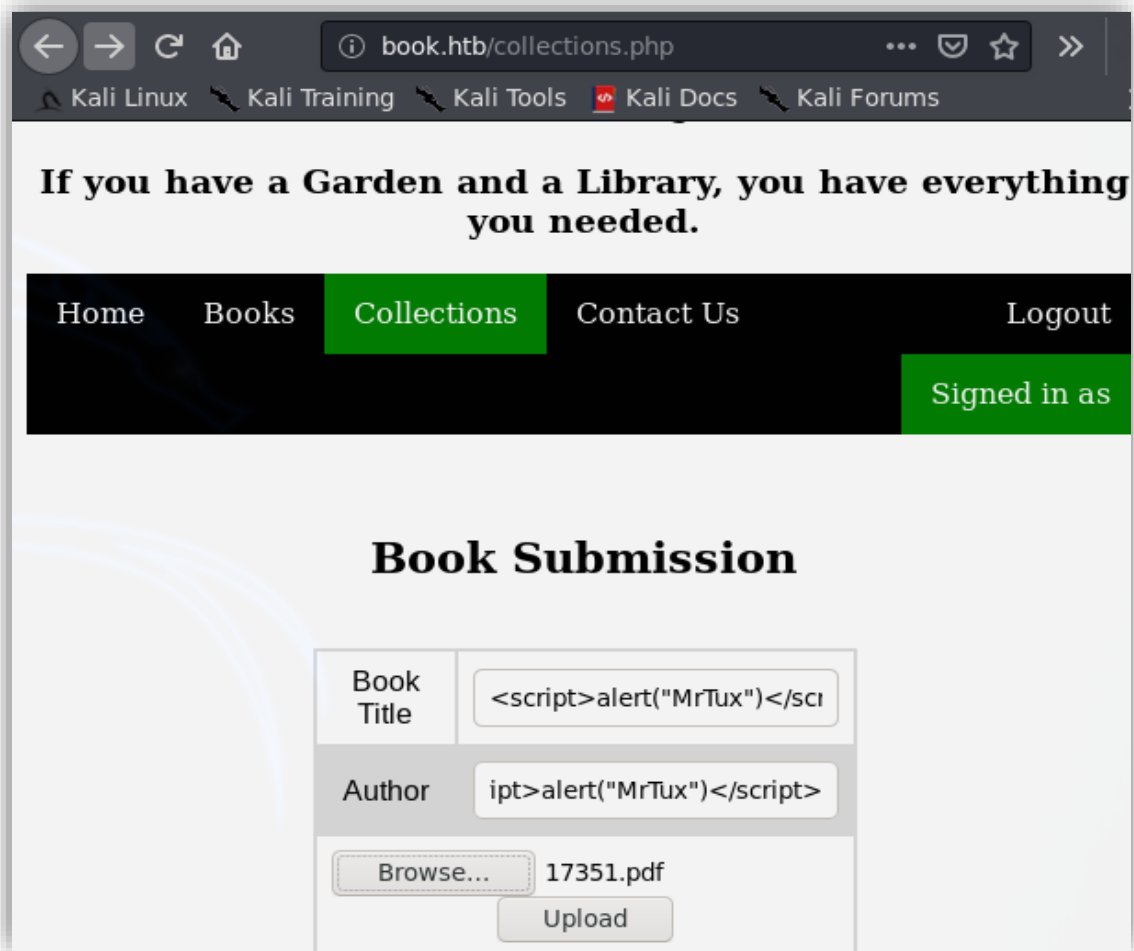 book.htb/collections.php
Kali Linux Kali Training Kali Tools Kali Docs Kali Forums
If you have a Garden and a Library, you have everything
you needed.
Home Books Collections Contact Us Logout
Signed in as
Book Submission
Book
Title
<script>alert("MrTux")</scr
Author ipt>alert("MrTux")</script>
Browse... 17351.pdf
Upload